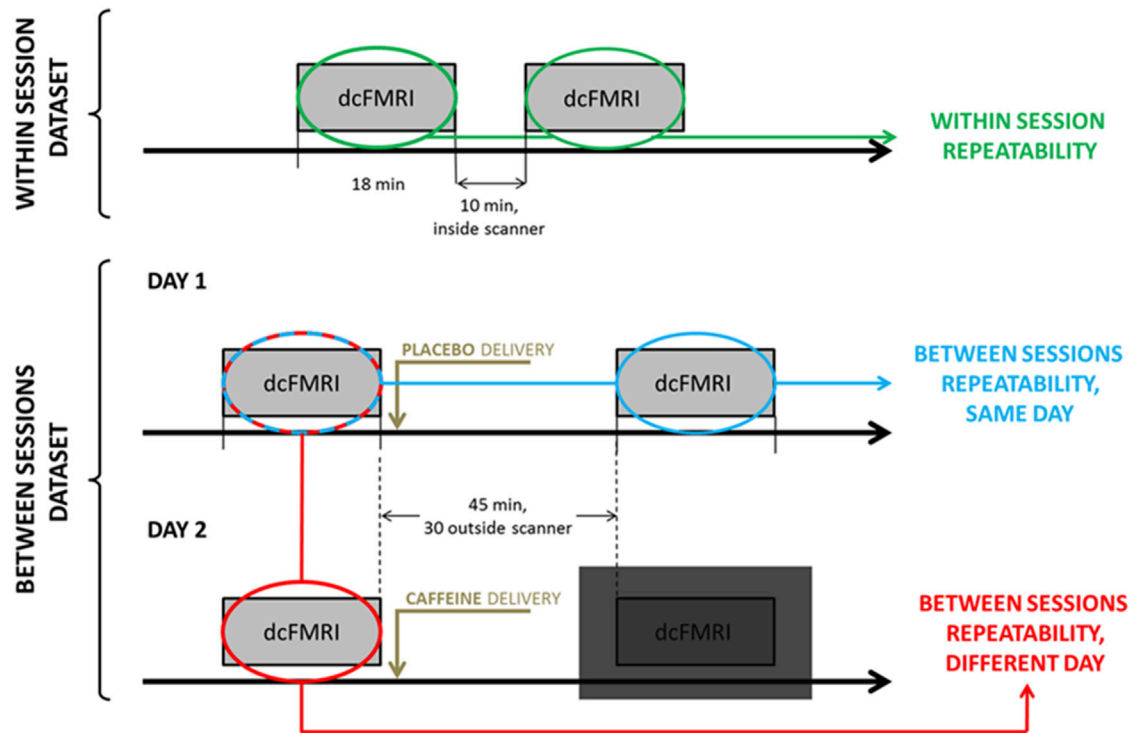 WITHIN SESSION
DATASET
dcFMRI
dcFMRI
18 min
10 min,
inside scanner
WITHIN SESSION
REPEATABILITY
BETWEEN SESSIONS
DATASET
DAY 1
dcFMRI
PLACEBO DELIVERY
dcFMRI
BETWEEN SESSIONS
REPEATABILITY,
SAME DAY
45 min,
30 outside scanner
DAY 2
dcFMRI
CAFFEINE DELIVERY
dcFMRI
BETWEEN SESSIONS
REPEATABILITY,
DIFFERENT DAY